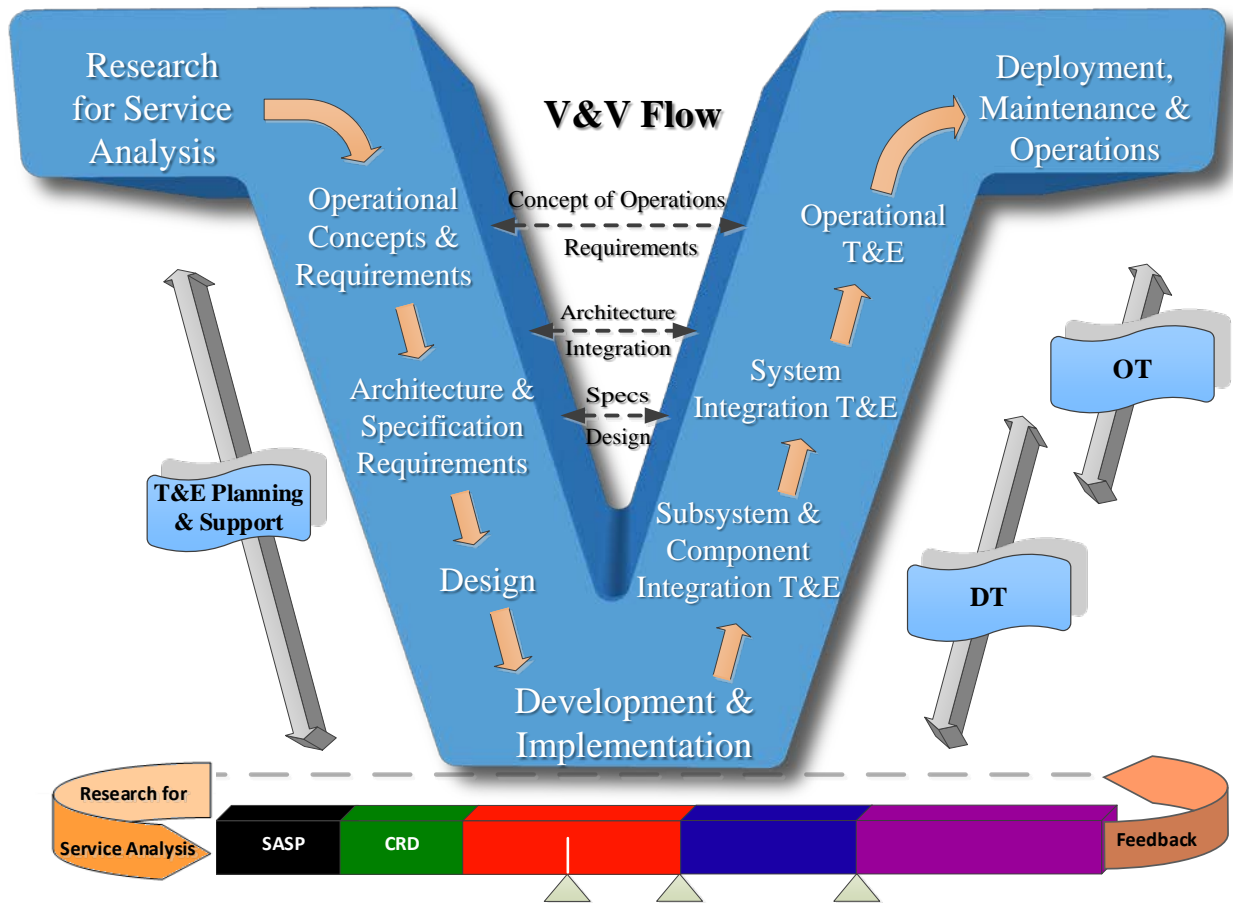 Research
for Service
Analysis
V&V Flow
Deployment,
Maintenance &
Operations
Operational
Concepts &
Requirements
Concept of Operations
Requirements
Operational
T&E
Architecture
Integration
Architecture &
Specification
Requirements
Specs
Design
System
Integration T&E
OT
T&E Planning
& Support
Design
Subsystem &
Component
Integration T&E
DT
Development &
Implementation
Research for
Service Analysis
SASP
CRD
Feedback